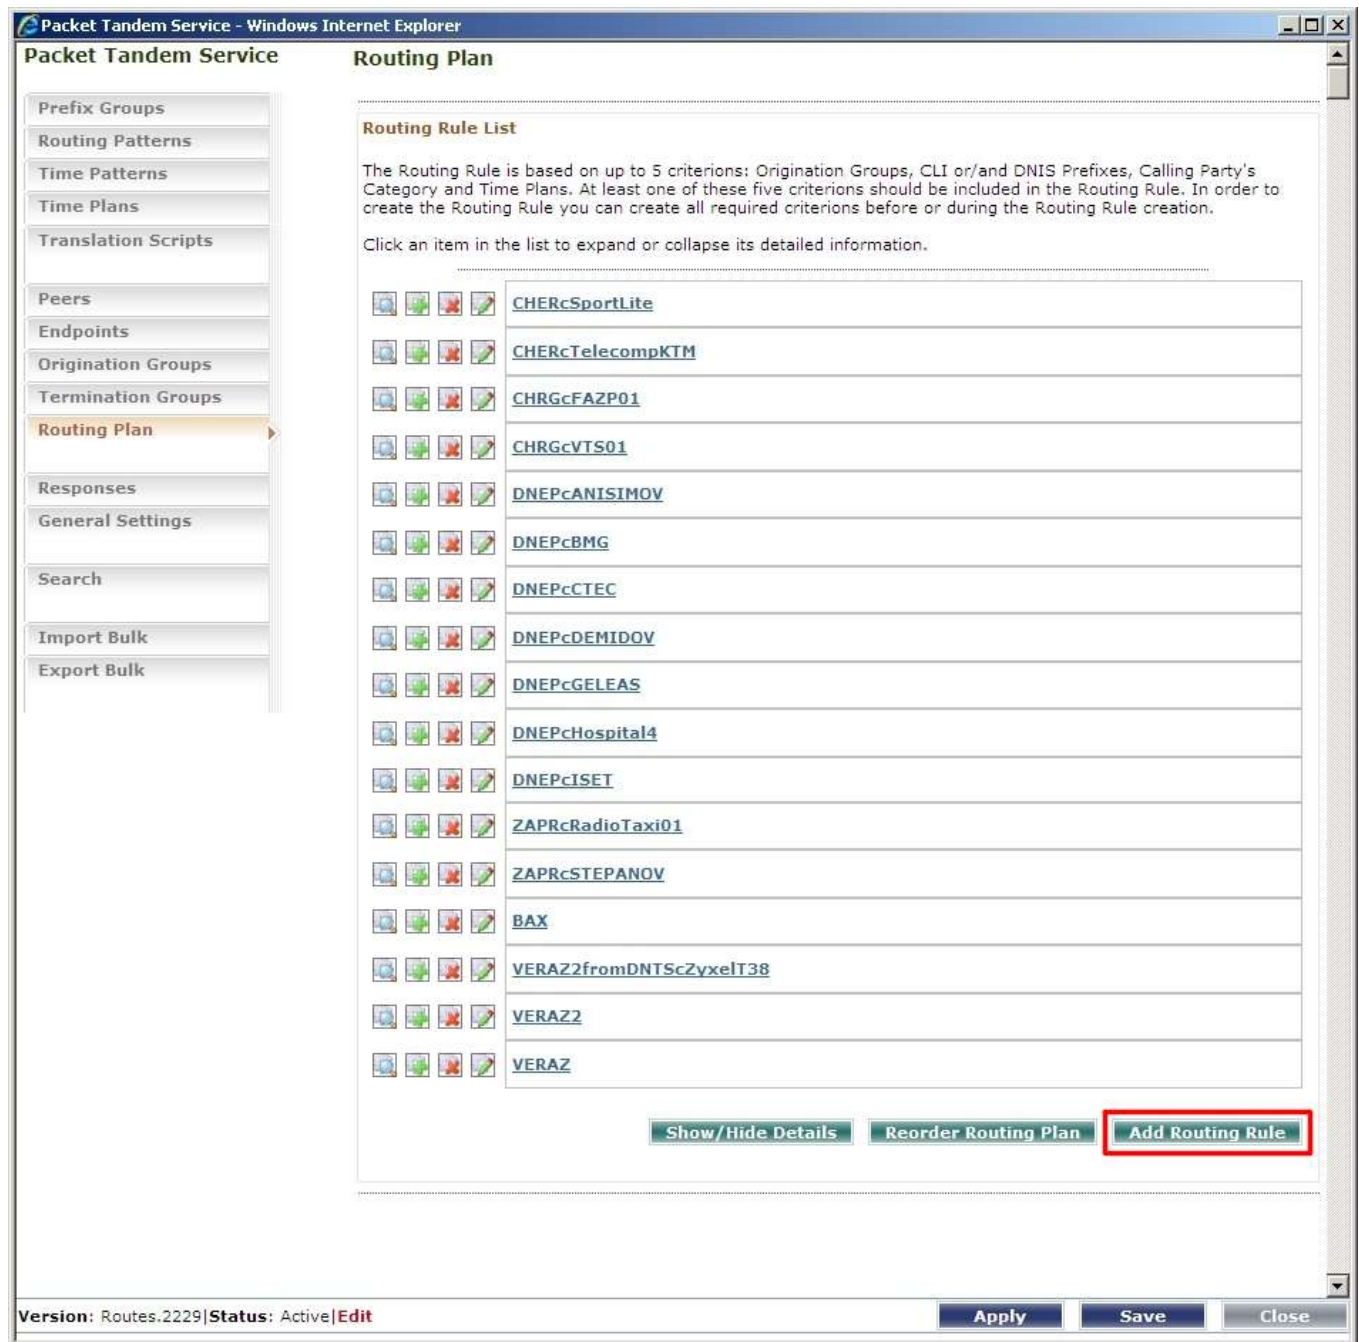 Packet Tandem Service - Windows Internet Explorer
Packet Tandem Service
Routing Plan
Prefix Groups
Routing Patterns
Time Patterns
Time Plans
Translation Scripts
Peers
Endpoints
Origination Groups
Termination Groups
Routing Plan
Responses
General Settings
Search
Import Bulk
Export Bulk
Routing Rule List
The Routing Rule is based on up to 5 criterions: Origination Groups, CLI or/and DNIS Prefixes, Calling Party's
Category and Time Plans. At least one of these five criterions should be included in the Routing Rule. In order to
create the Routing Rule you can create all required criterions before or during the Routing Rule creation.
Click an item in the list to expand or collapse its detailed information.
CHERcSportLite
CHERcTelecompKTM
CHRGcFAZP01
CHRGcVTS01
DNEPcANISIMOV
DNEPcBMG
DNEPcCTEC
DNEPcDEMIDOV
DNEPcGELEAS
DNEPcHospital4
DNEPcISET
ZAPRcRadioTaxi01
ZAPRcSTEPANOV
BAX
VERAZ2fromDNTScZyxelT38
VERAZ2
VERAZ
Show/Hide Details Reorder Routing Plan Add Routing Rule
Version: Routes.2229|Status: Active|Edit Apply Save Close